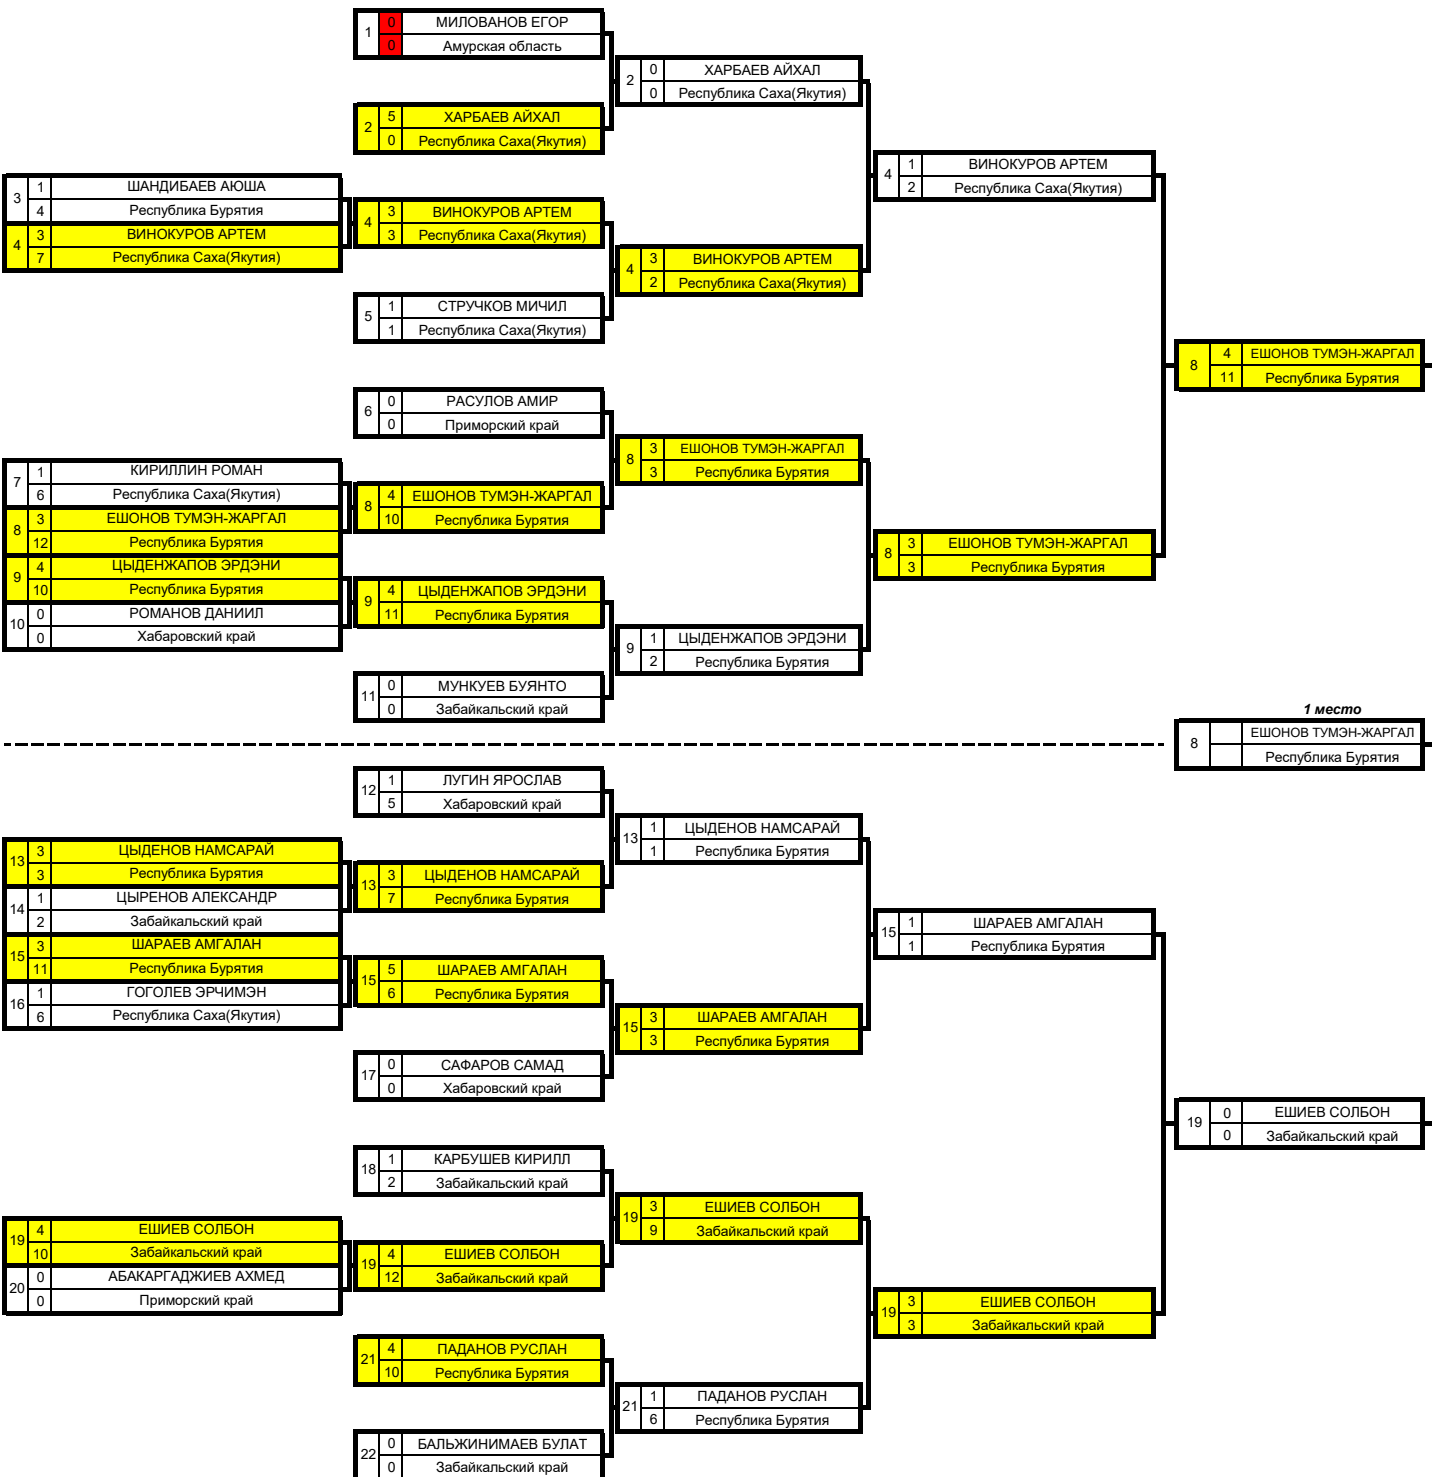 1
0
МИЛОВАНОВ ЕГОР
0
Амурская область
2
0
ХАРБАЕВ АЙХАЛ
0
Республика Саха(Якутия)
2
5
ХАРБАЕВ АЙХАЛ
0
Республика Саха(Якутия)
4
1
ВИНОКУРОВ АРТЕМ
2
Республика Саха(Якутия)
3
1
ШАНДИБАЕВ АЮША
4
Республика Бурятия
4
3
ВИНОКУРОВ АРТЕМ
7
Республика Саха(Якутия)
4
3
ВИНОКУРОВ АРТЕМ
3
Республика Саха(Якутия)
4
3
ВИНОКУРОВ АРТЕМ
2
Республика Саха(Якутия)
5
1
СТРУЧКОВ МИЧИЛ
1
Республика Саха(Якутия)
8
4
ЕШОНОВ ТУМЭН-ЖАРГАЛ
11
Республика Бурятия
6
0
РАСУЛОВ АМИР
0
Приморский край
8
3
ЕШОНОВ ТУМЭН-ЖАРГАЛ
3
Республика Бурятия
7
1
КИРИЛЛИН РОМАН
6
Республика Саха(Якутия)
8
3
ЕШОНОВ ТУМЭН-ЖАРГАЛ
12
Республика Бурятия
8
4
ЕШОНОВ ТУМЭН-ЖАРГАЛ
10
Республика Бурятия
8
3
ЕШОНОВ ТУМЭН-ЖАРГАЛ
3
Республика Бурятия
9
4
ЦЫДЕНЖАПОВ ЭРДЭНИ
10
Республика Бурятия
10
0
РОМАНОВ ДАНИИЛ
0
Хабаровский край
9
4
ЦЫДЕНЖАПОВ ЭРДЭНИ
11
Республика Бурятия
9
1
ЦЫДЕНЖАПОВ ЭРДЭНИ
2
Республика Бурятия
11
0
МУНКУЕВ БУЯНТО
0
Забайкальский край
1 место
8
ЕШОНОВ ТУМЭН-ЖАРГАЛ
Республика Бурятия
12
1
ЛУГИН ЯРОСЛАВ
5
Хабаровский край
13
1
ЦЫДЕНОВ НАМСАРАЙ
1
Республика Бурятия
13
3
ЦЫДЕНОВ НАМСАРАЙ
3
Республика Бурятия
14
1
ЦЫРЕНОВ АЛЕКСАНДР
2
Забайкальский край
13
3
ЦЫДЕНОВ НАМСАРАЙ
7
Республика Бурятия
15
1
ШАРАЕВ АМГАЛАН
1
Республика Бурятия
15
3
ШАРАЕВ АМГАЛАН
11
Республика Бурятия
16
1
ГОГОЛЕВ ЭРЧИМЭН
6
Республика Саха(Якутия)
15
5
ШАРАЕВ АМГАЛАН
6
Республика Бурятия
15
3
ШАРАЕВ АМГАЛАН
3
Республика Бурятия
17
0
САФАРОВ САМАД
0
Хабаровский край
19
0
ЕШИЕВ СОЛБОН
0
Забайкальский край
18
1
КАРБУШЕВ КИРИЛЛ
2
Забайкальский край
19
3
ЕШИЕВ СОЛБОН
9
Забайкальский край
19
4
ЕШИЕВ СОЛБОН
10
Забайкальский край
20
0
АБАКАРГАДЖИЕВ АХМЕД
0
Приморский край
19
4
ЕШИЕВ СОЛБОН
12
Забайкальский край
19
3
ЕШИЕВ СОЛБОН
3
Забайкальский край
21
4
ПАДАНОВ РУСЛАН
10
Республика Бурятия
21
1
ПАДАНОВ РУСЛАН
6
Республика Бурятия
22
0
БАЛЬЖИНИМАЕВ БУЛАТ
0
Забайкальский край